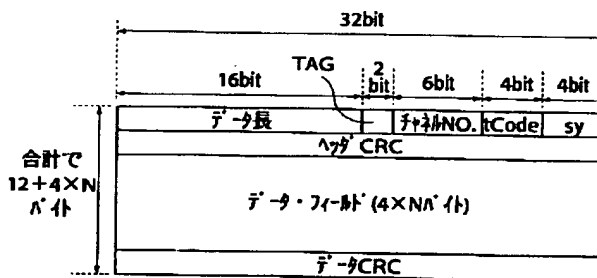 32bit
TAG
16bit
2
bit
6bit
4bit
4bit
データ長
チャネルNO.
tCode
sy
ヘッダCRC
合計で
12+4×N
バイト
データ・フィールド(4×Nバイト)
データCRC